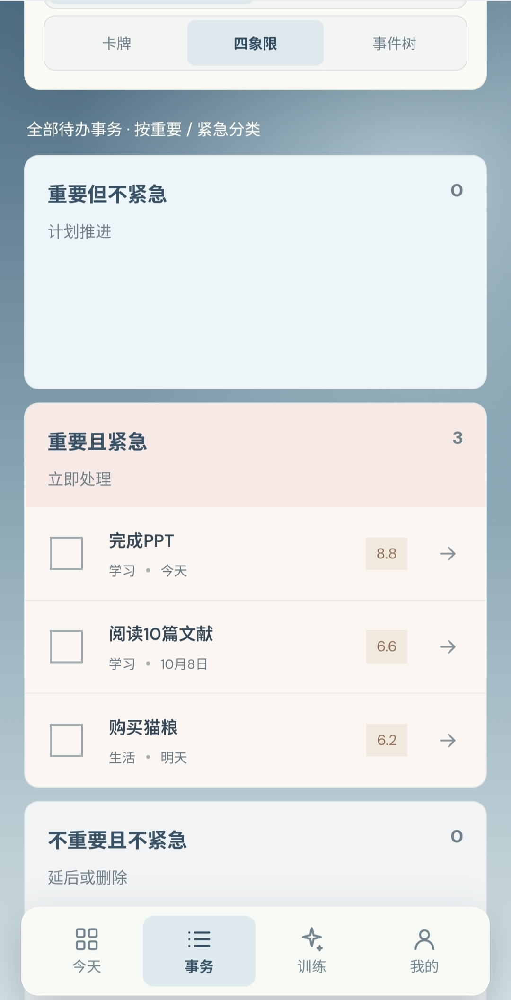 卡牌 四象限 事件树
全部待办事务 · 按重要 / 紧急分类
重要但不紧急 0
计划推进
重要且紧急 3
立即处理
完成PPT
学习 • 今天
8.8
阅读10篇文献
学习 • 10月8日
6.6
购买猫粮
生活 • 明天
6.2
不重要且不紧急 0
延后或删除
今天 事务 训练 我的